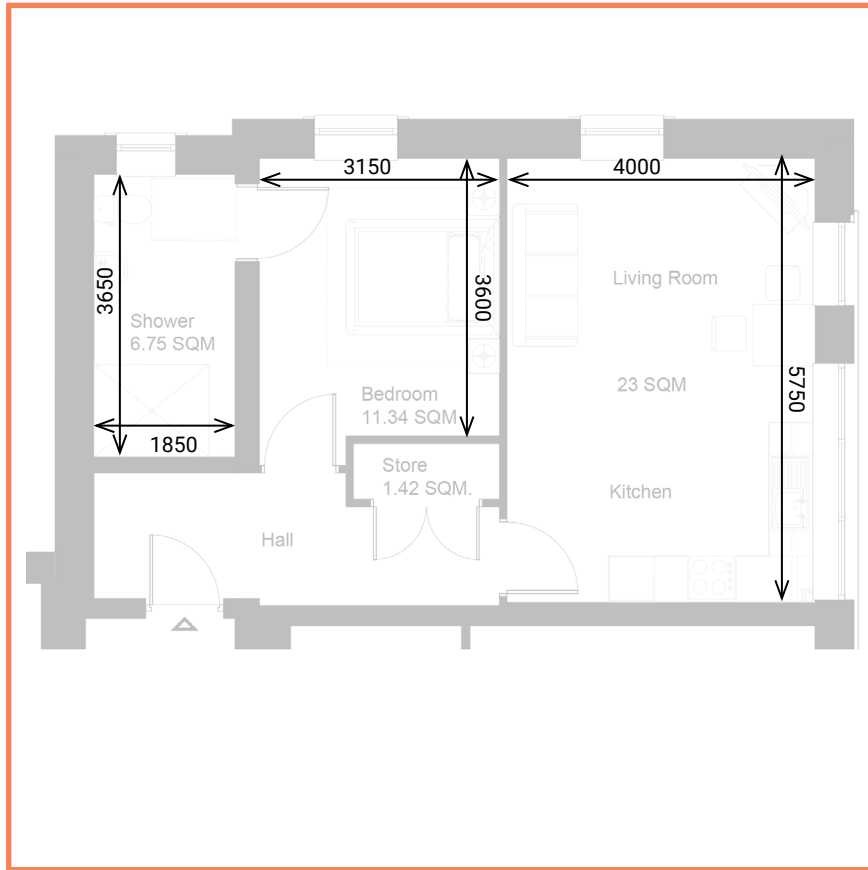 3150
4000
3650
3600
Living Room
Shower
6.75 SQM
23 SQM
5750
Bedroom
11.34 SQM
1850
Store
1.42 SQM.
Kitchen
Hall